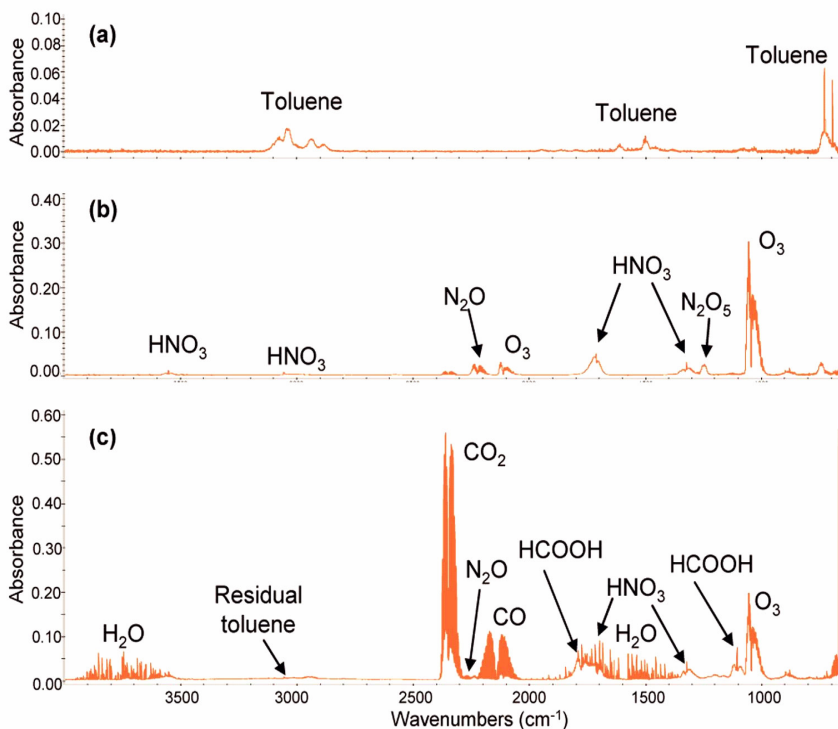 (a)
Absorbance
0.10
0.08
0.06
0.04
0.02
0.00
Toluene
Toluene
Toluene
(b)
Absorbance
0.40
0.30
0.20
0.10
0.00
HNO₃
HNO₃
N₂O
O₃
HNO₃
N₂O₅
O₃
(c)
Absorbance
0.60
0.50
0.40
0.30
0.20
0.10
0.00
H₂O
Residual
toluene
CO₂
N₂O
CO
HCOOH
HNO₃
H₂O
HCOOH
O₃
3500
3000
2500
2000
1500
1000
Wavenumbers (cm⁻¹)